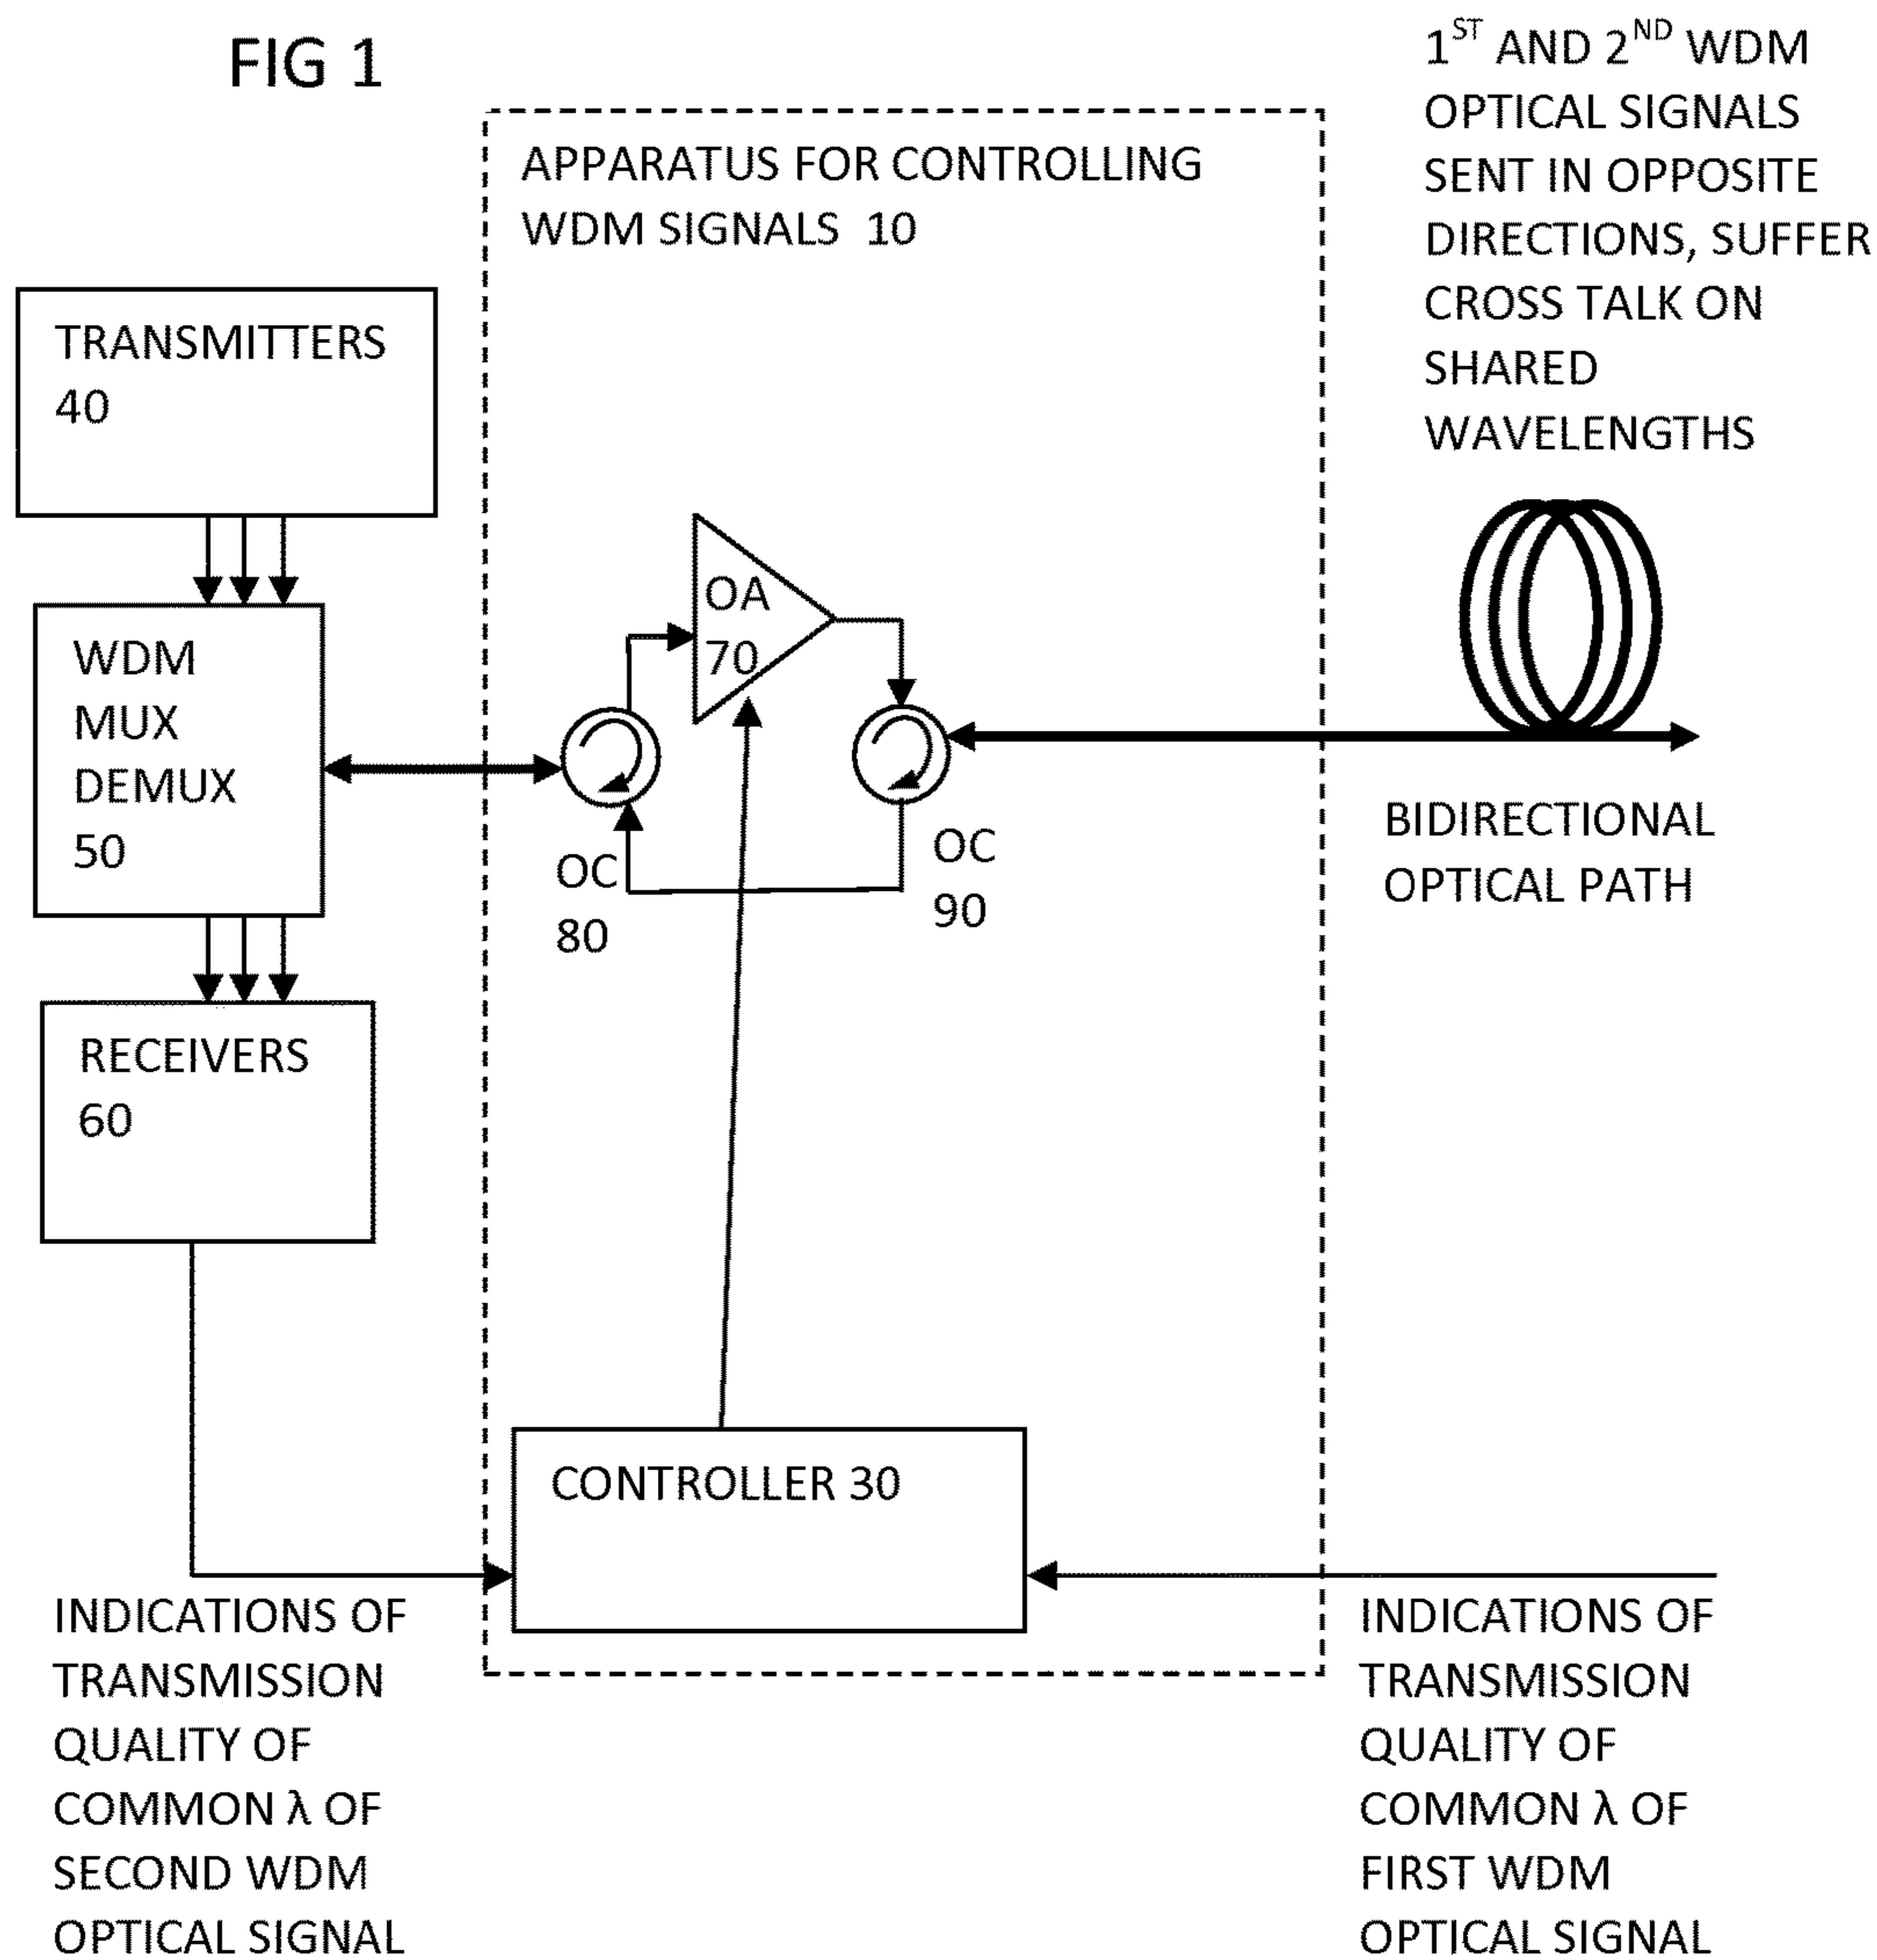 FIG 1
1ST AND 2ND WDM
OPTICAL SIGNALS
SENT IN OPPOSITE
DIRECTIONS, SUFFER
CROSS TALK ON
SHARED
WAVELENGTHS
APPARATUS FOR CONTROLLING
WDM SIGNALS 10
TRANSMITTERS
40
WDM
MUX
DEMUX
50
OA
70
OC
80
OC
90
BIDIRECTIONAL
OPTICAL PATH
RECEIVERS
60
CONTROLLER 30
INDICATIONS OF
TRANSMISSION
QUALITY OF
COMMON λ OF
SECOND WDM
OPTICAL SIGNAL
INDICATIONS OF
TRANSMISSION
QUALITY OF
COMMON λ OF
FIRST WDM
OPTICAL SIGNAL